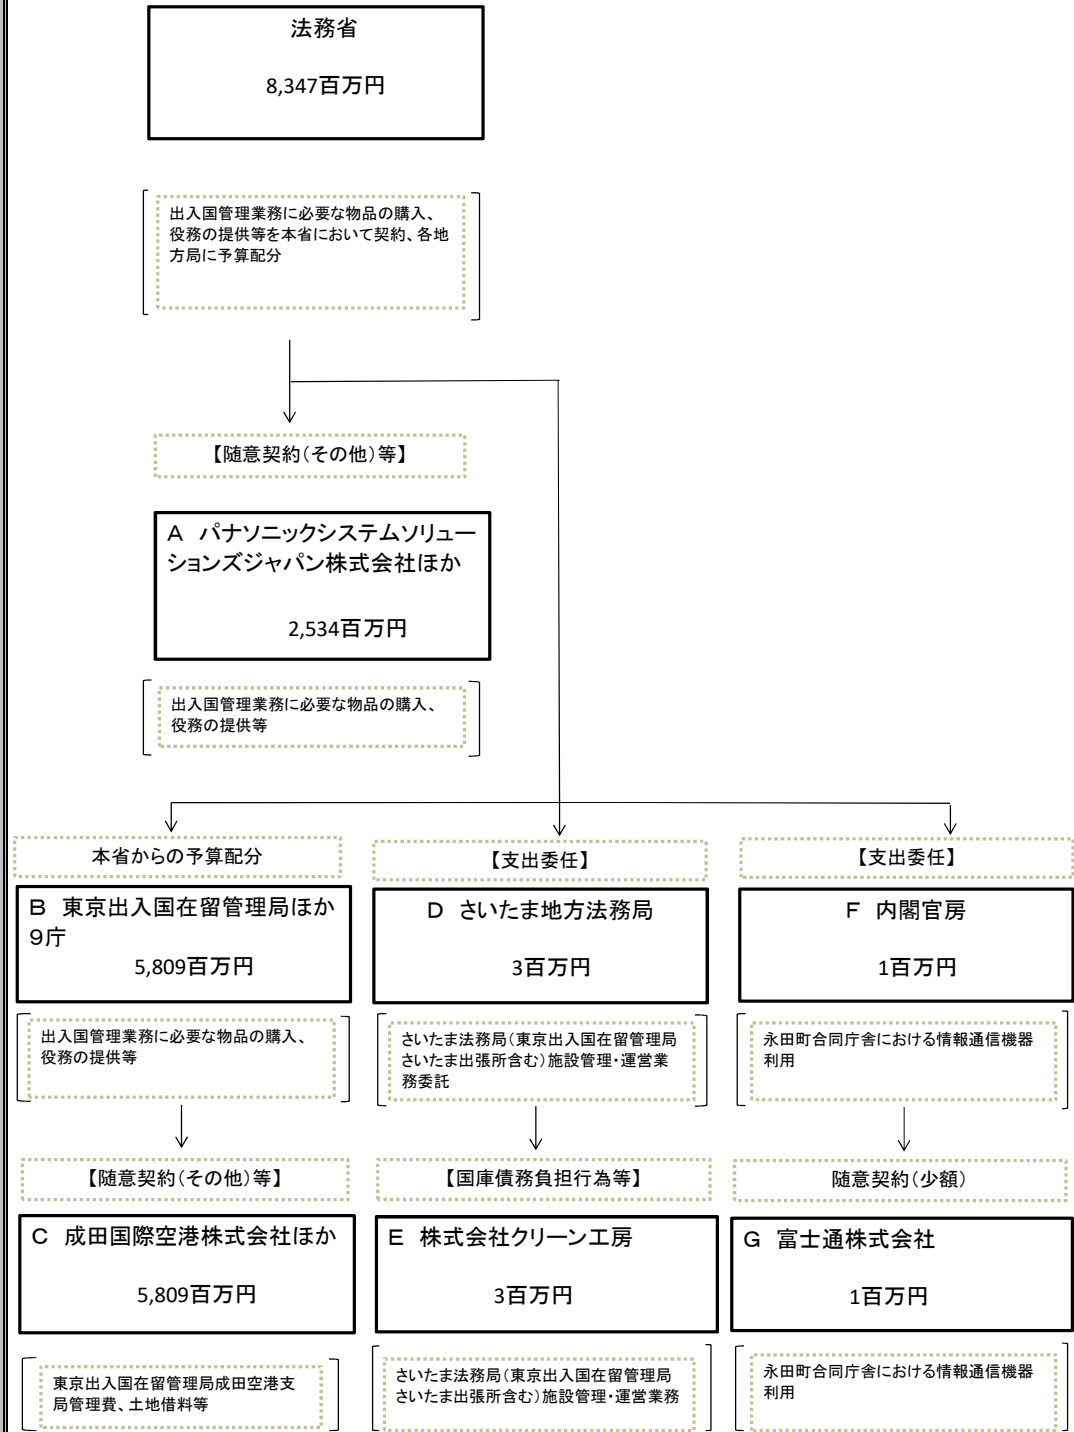 法務省
8,347百万円
出入国管理業務に必要な物品の購入、
役務の提供等を本省において契約、各地
方局に予算配分
【随意契約(その他)等】
A　パナソニックシステムソリュー
ションズジャパン株式会社ほか
2,534百万円
出入国管理業務に必要な物品の購入、
役務の提供等
本省からの予算配分
B　東京出入国在留管理局ほか
9庁
5,809百万円
出入国管理業務に必要な物品の購入、
役務の提供等
【随意契約(その他)等】
C　成田国際空港株式会社ほか
5,809百万円
東京出入国在留管理局成田空港支
局管理費、土地借料等
【支出委任】
D　さいたま地方法務局
3百万円
さいたま法務局(東京出入国在留管理局
さいたま出張所含む)施設管理・運営業
務委託
【国庫債務負担行為等】
E　株式会社クリーン工房
3百万円
さいたま法務局(東京出入国在留管理局
さいたま出張所含む)施設管理・運営業務
【支出委任】
F　内閣官房
1百万円
永田町合同庁舎における情報通信機器
利用
随意契約(少額)
G　富士通株式会社
1百万円
永田町合同庁舎における情報通信機器
利用